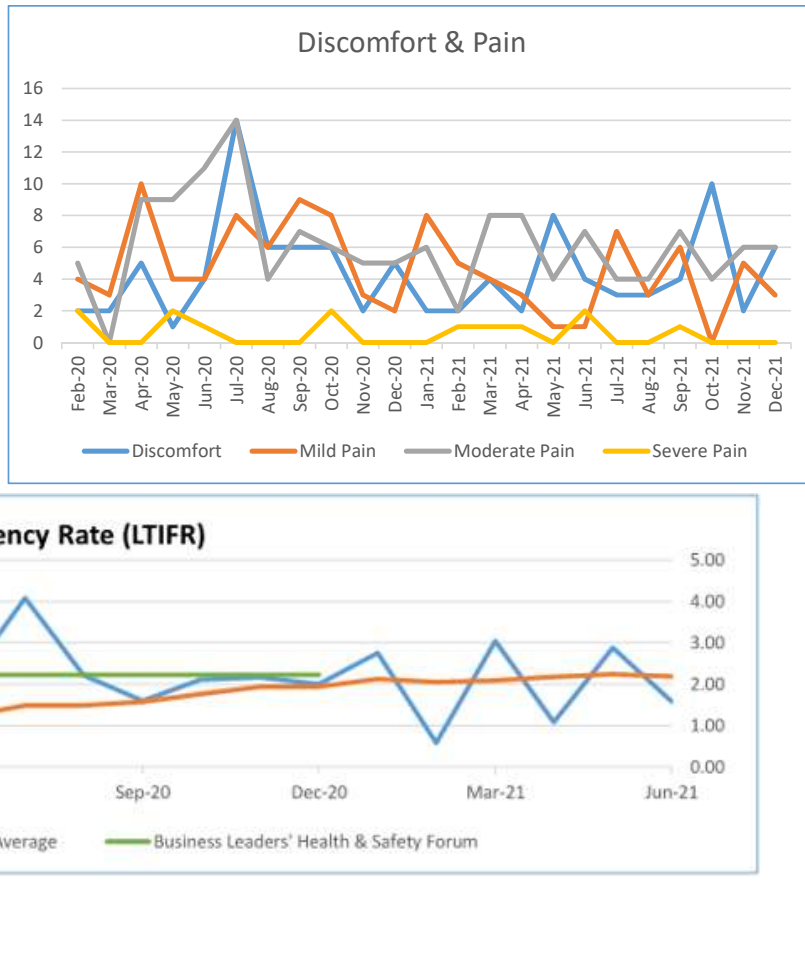 Discomfort & Pain
16
14
12
10
8
6
4
2
0
Feb-20
Mar-20
Apr-20
May-20
Jun-20
Jul-20
Aug-20
Sep-20
Oct-20
Nov-20
Dec-20
Jan-21
Feb-21
Mar-21
Apr-21
May-21
Jun-21
Jul-21
Aug-21
Sep-21
Oct-21
Nov-21
Dec-21
Discomfort Mild Pain Moderate Pain Severe Pain
ency Rate (LTIFR)
5.00
4.00
3.00
2.00
1.00
0.00
Sep-20 Dec-20 Mar-21 Jun-21
Average Business Leaders' Health & Safety Forum